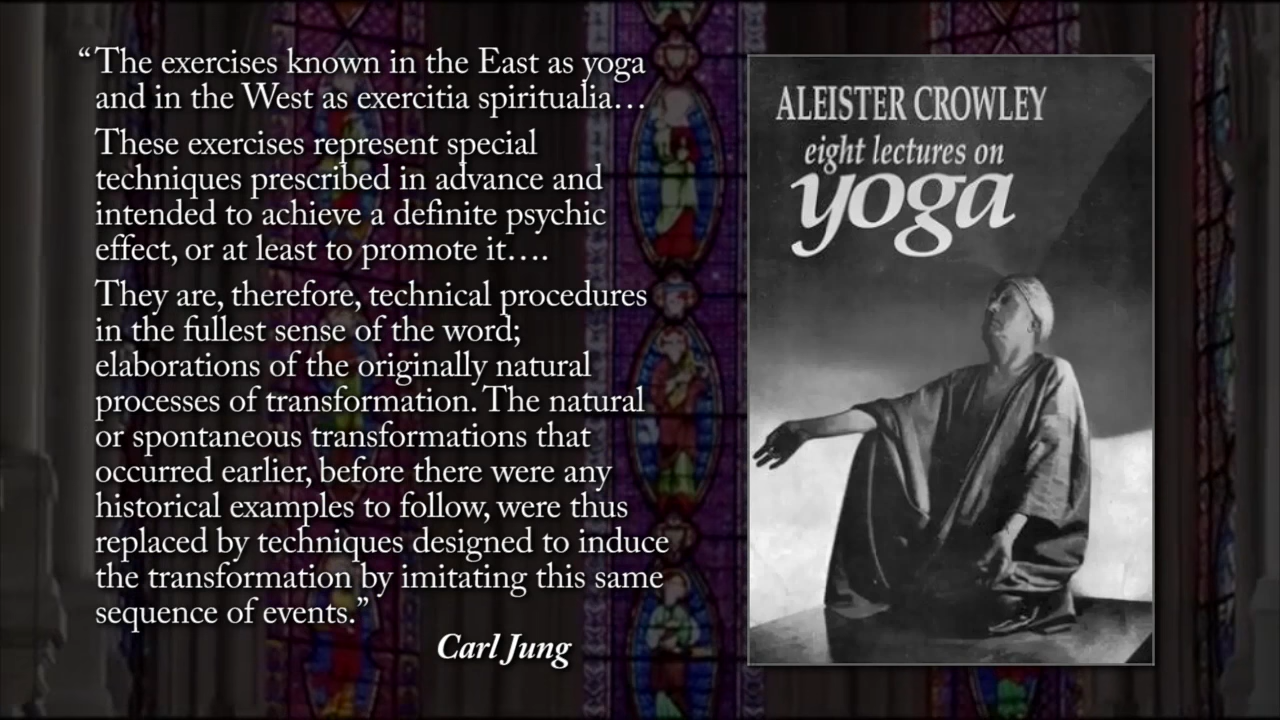 “The exercises known in the East as yoga
and in the West as exercitia spiritualia…
These exercises represent special
techniques prescribed in advance and
intended to achieve a definite psychic
effect, or at least to promote it….
They are, therefore, technical procedures
in the fullest sense of the word;
elaborations of the originally natural
processes of transformation. The natural
or spontaneous transformations that
occurred earlier, before there were any
historical examples to follow, were thus
replaced by techniques designed to induce
the transformation by imitating this same
sequence of events.”
Carl Jung
ALEISTER CROWLEY
eight lectures on
yoga